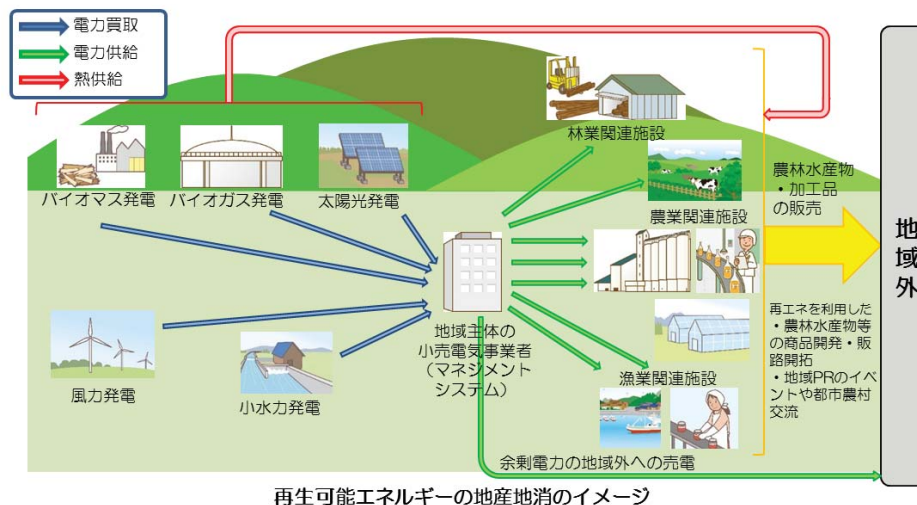 電力買取
電力供給
熱供給
バイオマス発電
バイオガス発電
太陽光発電
風力発電
小水力発電
地域主体の
小売電気事業者
(マネジメント
システム)
林業関連施設
農業関連施設
漁業関連施設
余剰電力の地域外への売電
農林水産物
・加工品
の販売
再エネを利用した
・農林水産物等
の商品開発・販
路開拓
・地域PRのイベ
ントや都市農村
交流
地
域
外
再生可能エネルギーの地産地消のイメージ